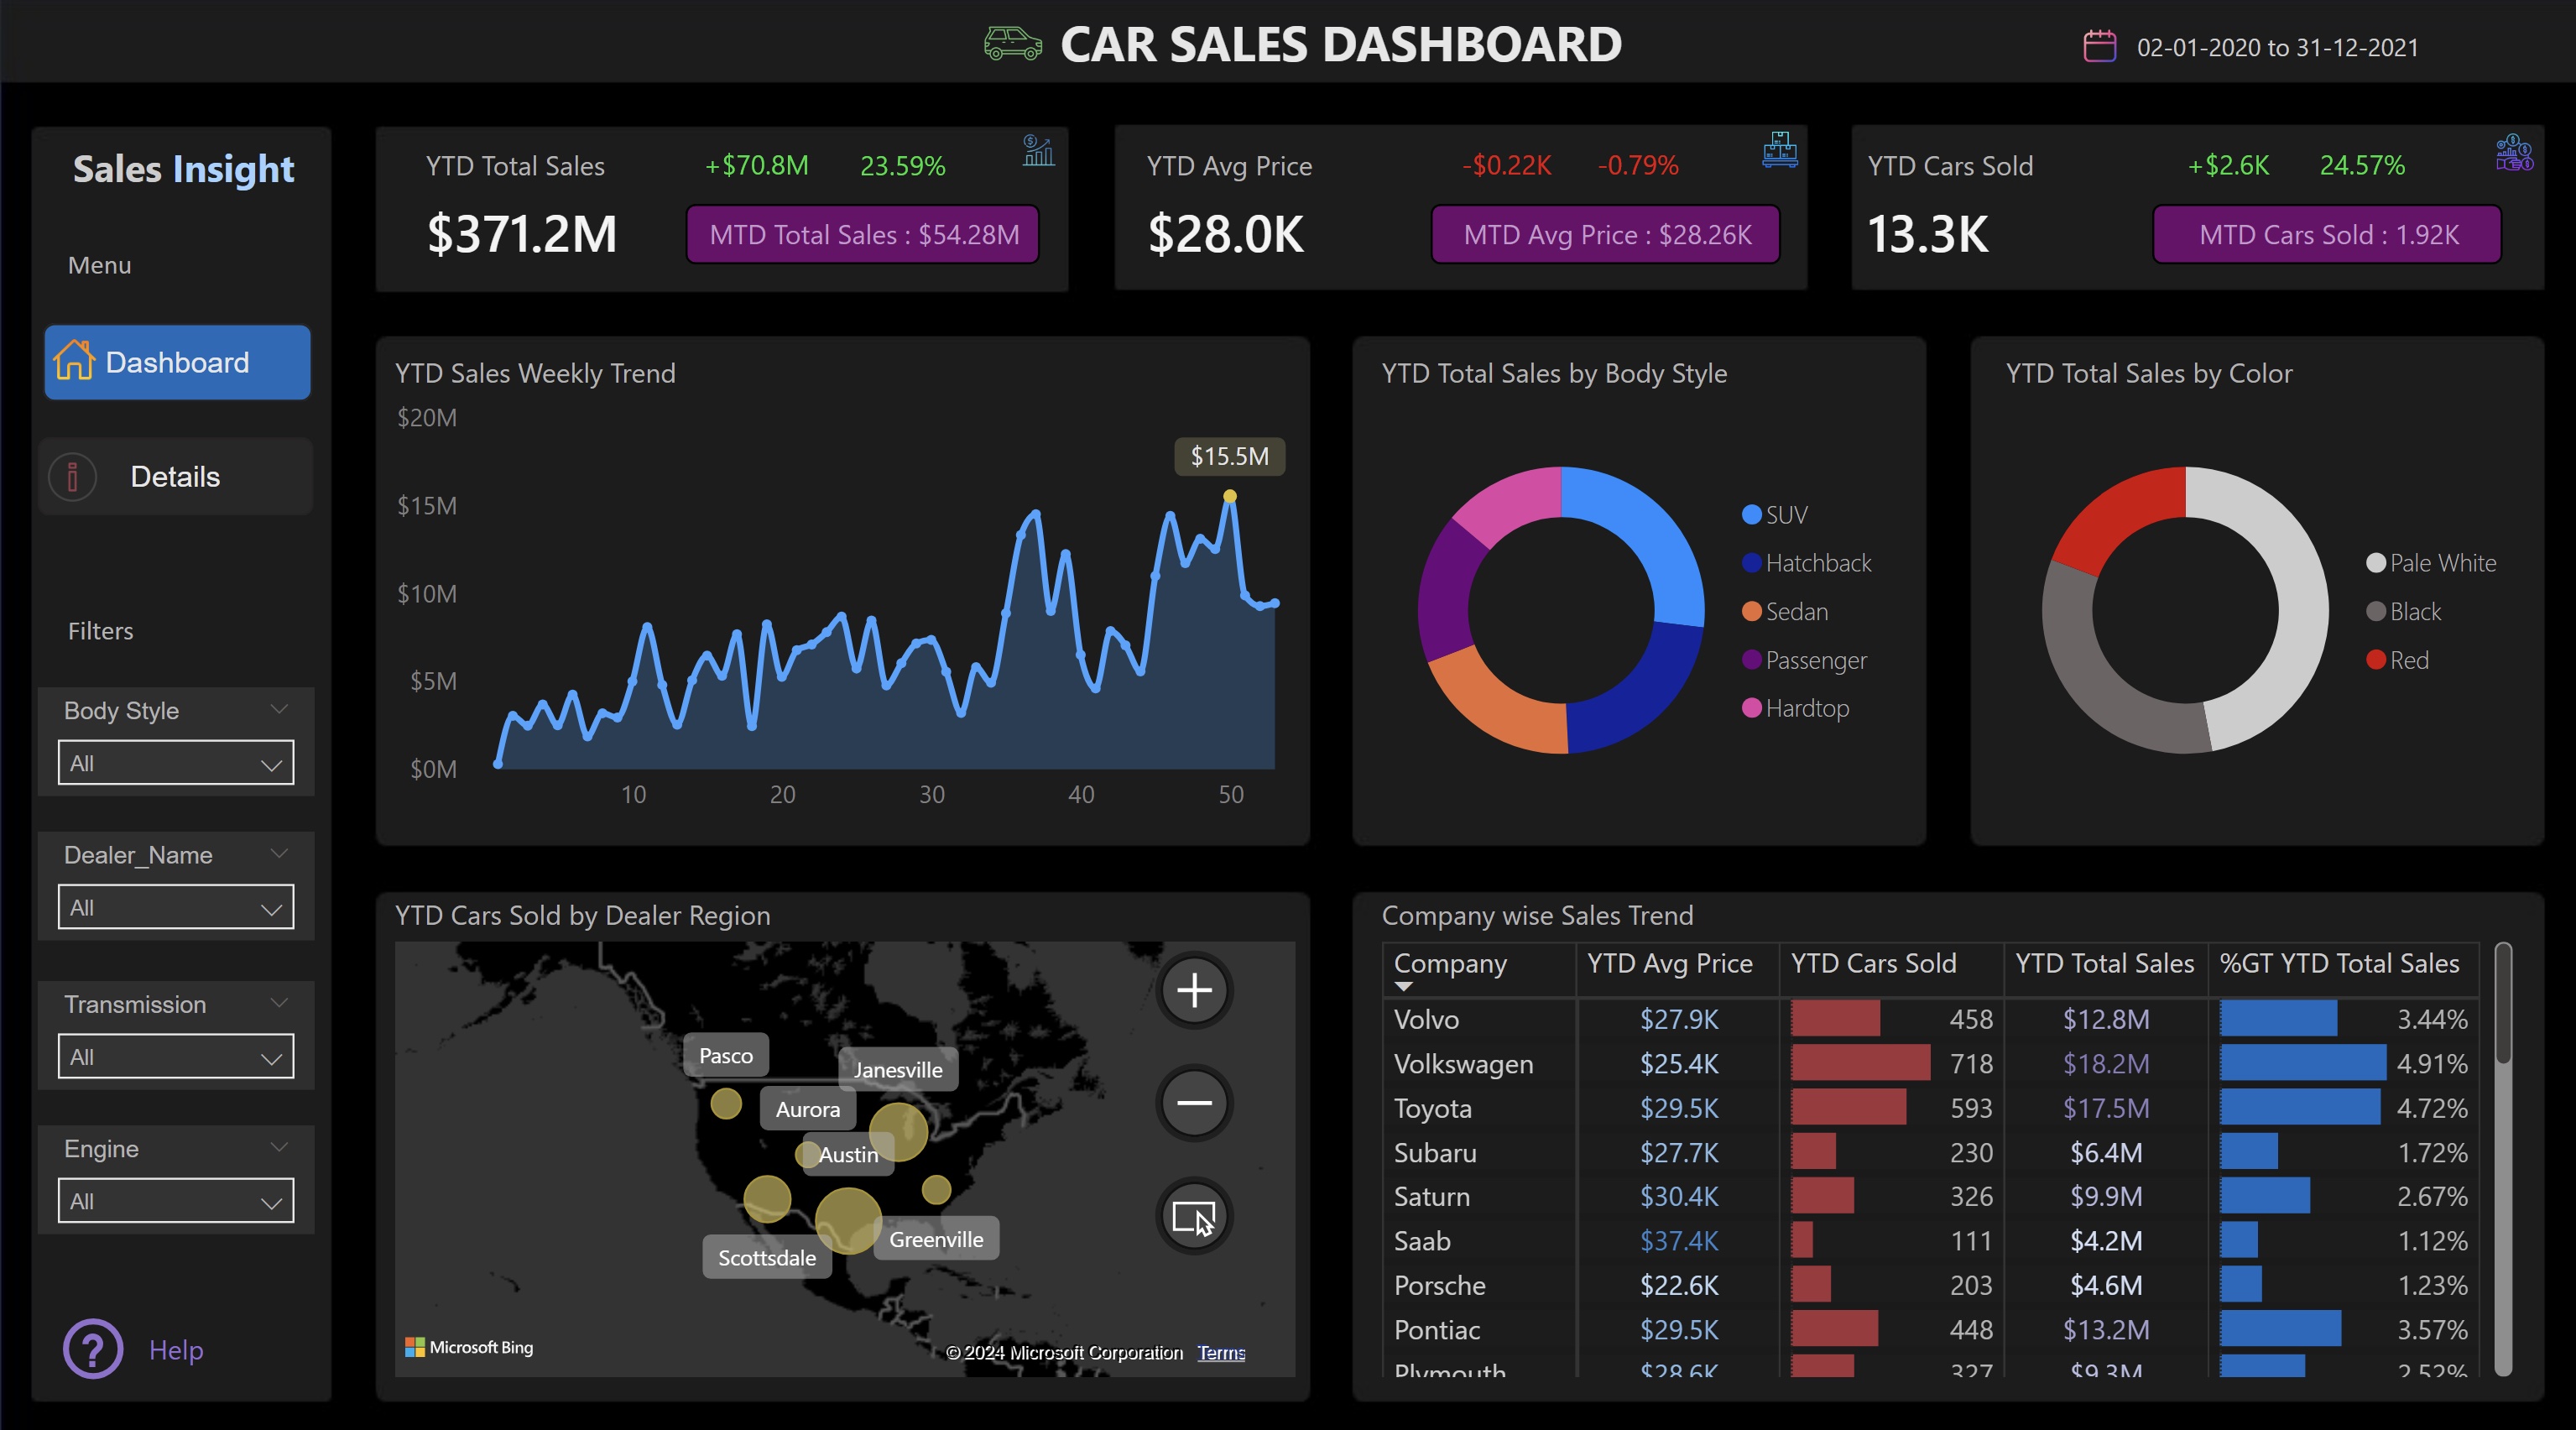 CAR SALES DASHBOARD
02-01-2020 to 31-12-2021
Sales Insight
Menu
Dashboard
Details
Filters
Body Style
All
Dealer_Name
All
Transmission
All
Engine
All
Help
YTD Total Sales
+$70.8M 23.59%
$371.2M
MTD Total Sales : $54.28M
YTD Avg Price
-$0.22K -0.79%
$28.0K
MTD Avg Price : $28.26K
YTD Cars Sold
+$2.6K 24.57%
13.3K
MTD Cars Sold : 1.92K
YTD Sales Weekly Trend
$20M
$15M
$10M
$5M
$0M
$15.5M
10 20 30 40 50
YTD Total Sales by Body Style
SUV
Hatchback
Sedan
Passenger
Hardtop
YTD Total Sales by Color
Pale White
Black
Red
YTD Cars Sold by Dealer Region
Pasco
Janesville
Aurora
Austin
Greenville
Scottsdale
Microsoft Bing
© 2024 Microsoft Corporation Terms
Company wise Sales Trend
Company YTD Avg Price YTD Cars Sold YTD Total Sales %GT YTD Total Sales
Volvo $27.9K 458 $12.8M 3.44%
Volkswagen $25.4K 718 $18.2M 4.91%
Toyota $29.5K 593 $17.5M 4.72%
Subaru $27.7K 230 $6.4M 1.72%
Saturn $30.4K 326 $9.9M 2.67%
Saab $37.4K 111 $4.2M 1.12%
Porsche $22.6K 203 $4.6M 1.23%
Pontiac $29.5K 448 $13.2M 3.57%
Plymouth $28.6K 327 $9.3M 2.52%